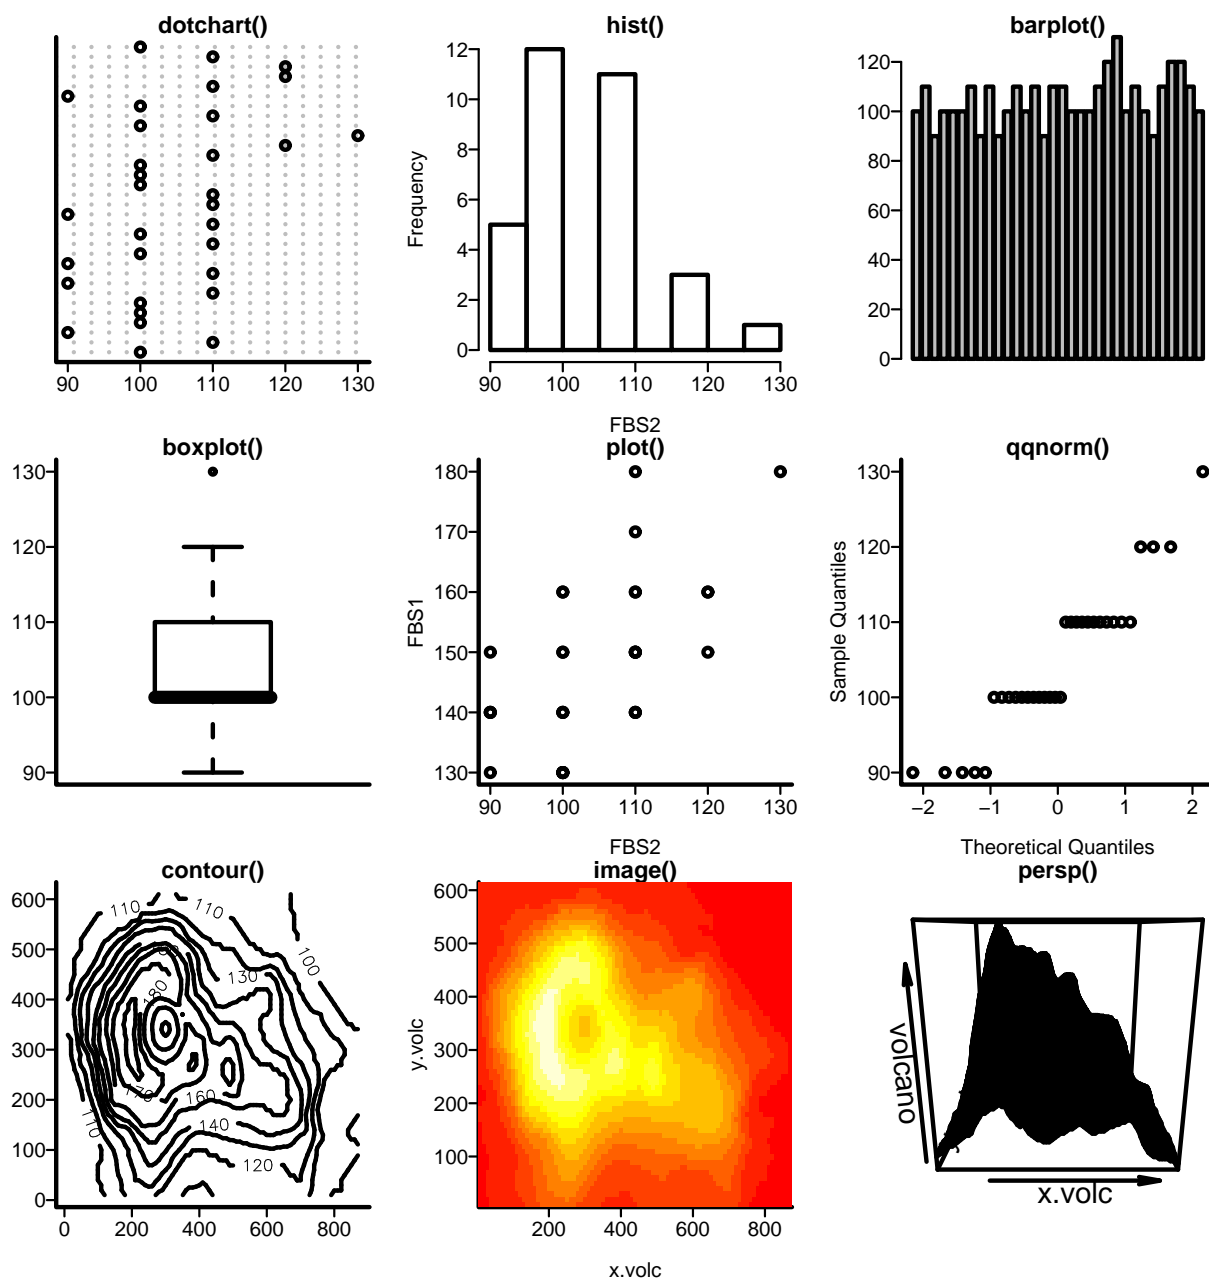 dotchart()
90 100 110 120 130
hist()
12
10
8
6
4
2
0
Frequency
90 100 110 120 130
FBS2
barplot()
120
100
80
60
40
20
0
boxplot()
130
120
110
100
90
plot()
180
170
160
150
140
130
FBS1
90 100 110 120 130
FBS2
qqnorm()
130
120
110
100
90
Sample Quantiles
−2 −1 0 1 2
Theoretical Quantiles
contour()
600
500
400
300
200
100
0
0 200 400 600 800
110
110
100
130
180
170
160
140
120
110
image()
600
500
400
300
200
100
y.volc
200 400 600 800
x.volc
persp()
volcano
x.volc